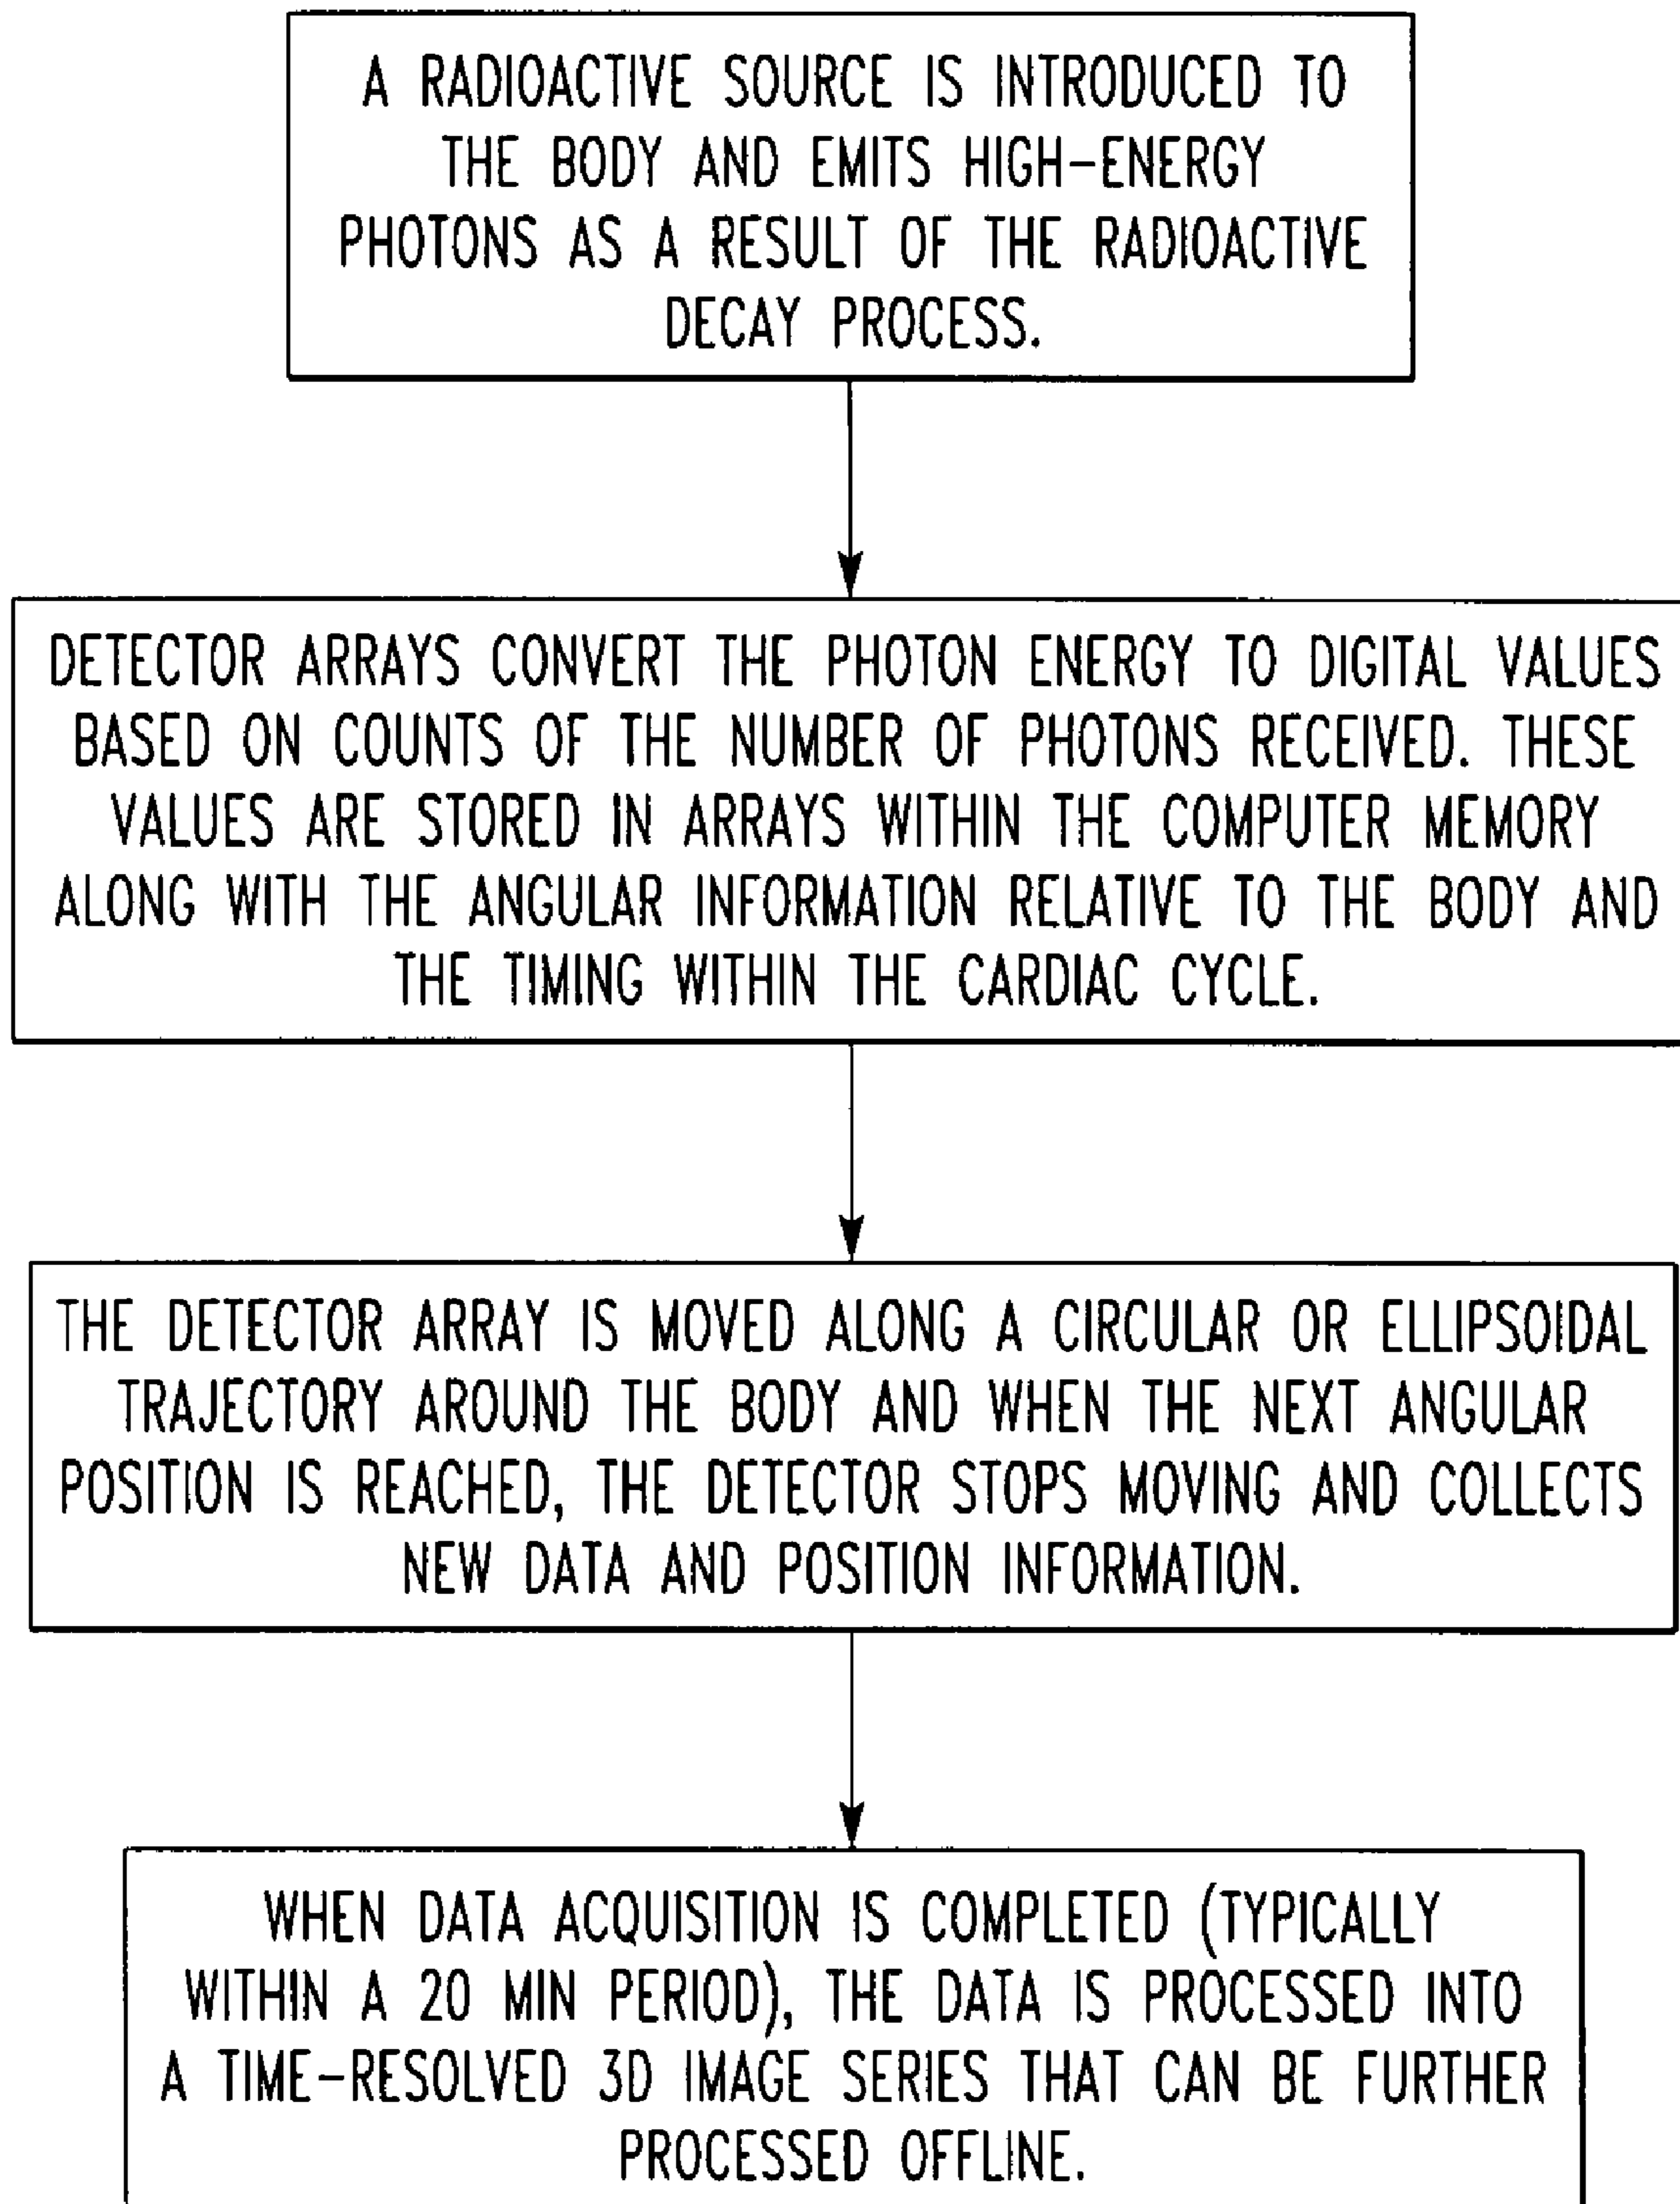 A RADIOACTIVE SOURCE IS INTRODUCED TO
THE BODY AND EMITS HIGH-ENERGY
PHOTONS AS A RESULT OF THE RADIOACTIVE
DECAY PROCESS.
DETECTOR ARRAYS CONVERT THE PHOTON ENERGY TO DIGITAL VALUES
BASED ON COUNTS OF THE NUMBER OF PHOTONS RECEIVED. THESE
VALUES ARE STORED IN ARRAYS WITHIN THE COMPUTER MEMORY
ALONG WITH THE ANGULAR INFORMATION RELATIVE TO THE BODY AND
THE TIMING WITHIN THE CARDIAC CYCLE.
THE DETECTOR ARRAY IS MOVED ALONG A CIRCULAR OR ELLIPSOIDAL
TRAJECTORY AROUND THE BODY AND WHEN THE NEXT ANGULAR
POSITION IS REACHED, THE DETECTOR STOPS MOVING AND COLLECTS
NEW DATA AND POSITION INFORMATION.
WHEN DATA ACQUISITION IS COMPLETED (TYPICALLY
WITHIN A 20 MIN PERIOD), THE DATA IS PROCESSED INTO
A TIME-RESOLVED 3D IMAGE SERIES THAT CAN BE FURTHER
PROCESSED OFFLINE.